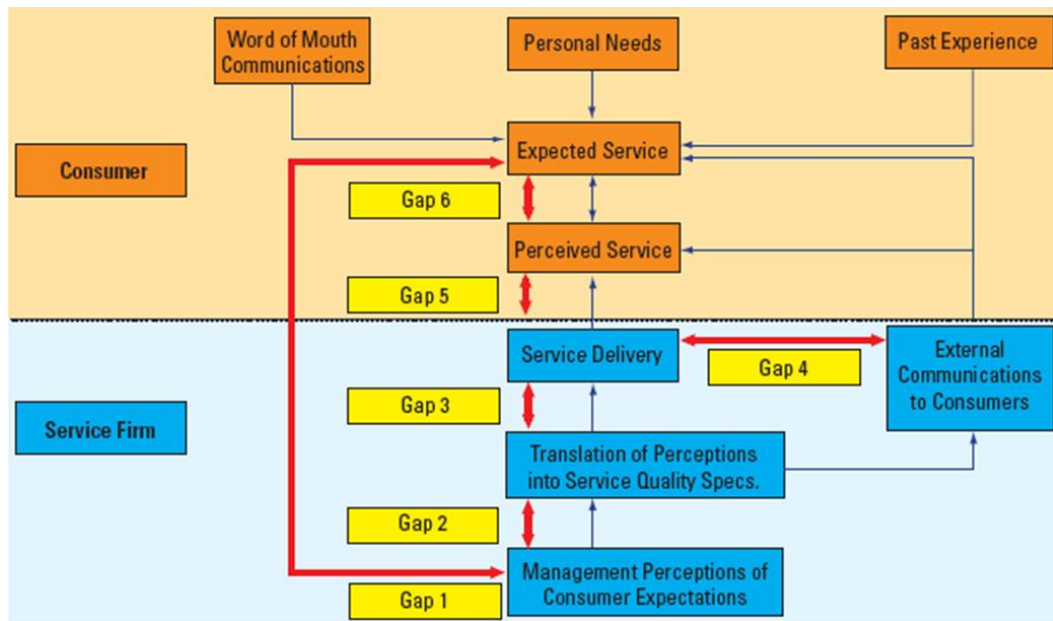 Word of Mouth
Communications
Personal Needs
Past Experience
Expected Service
Consumer
Gap 6
Perceived Service
Gap 5
Service Delivery
External
Communications
to Consumers
Gap 4
Gap 3
Service Firm
Translation of Perceptions
into Service Quality Specs.
Gap 2
Management Perceptions of
Consumer Expectations
Gap 1